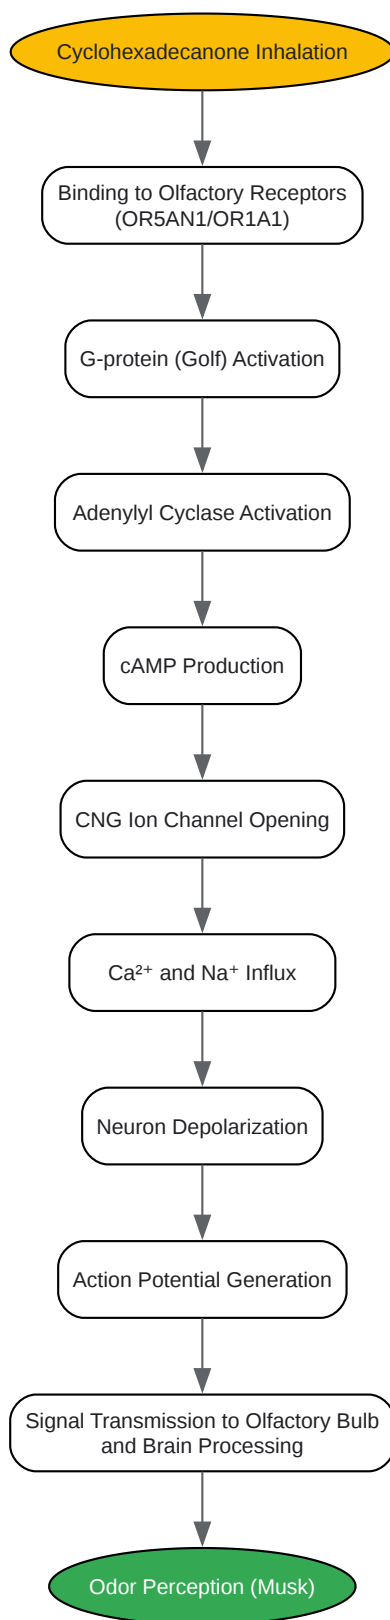 Cyclohexadecanone Inhalation
Binding to Olfactory Receptors
(OR5AN1/OR1A1)
G-protein (Golf) Activation
Adenylyl Cyclase Activation
cAMP Production
CNG Ion Channel Opening
Ca²⁺ and Na⁺ Influx
Neuron Depolarization
Action Potential Generation
Signal Transmission to Olfactory Bulb
and Brain Processing
Odor Perception (Musk)